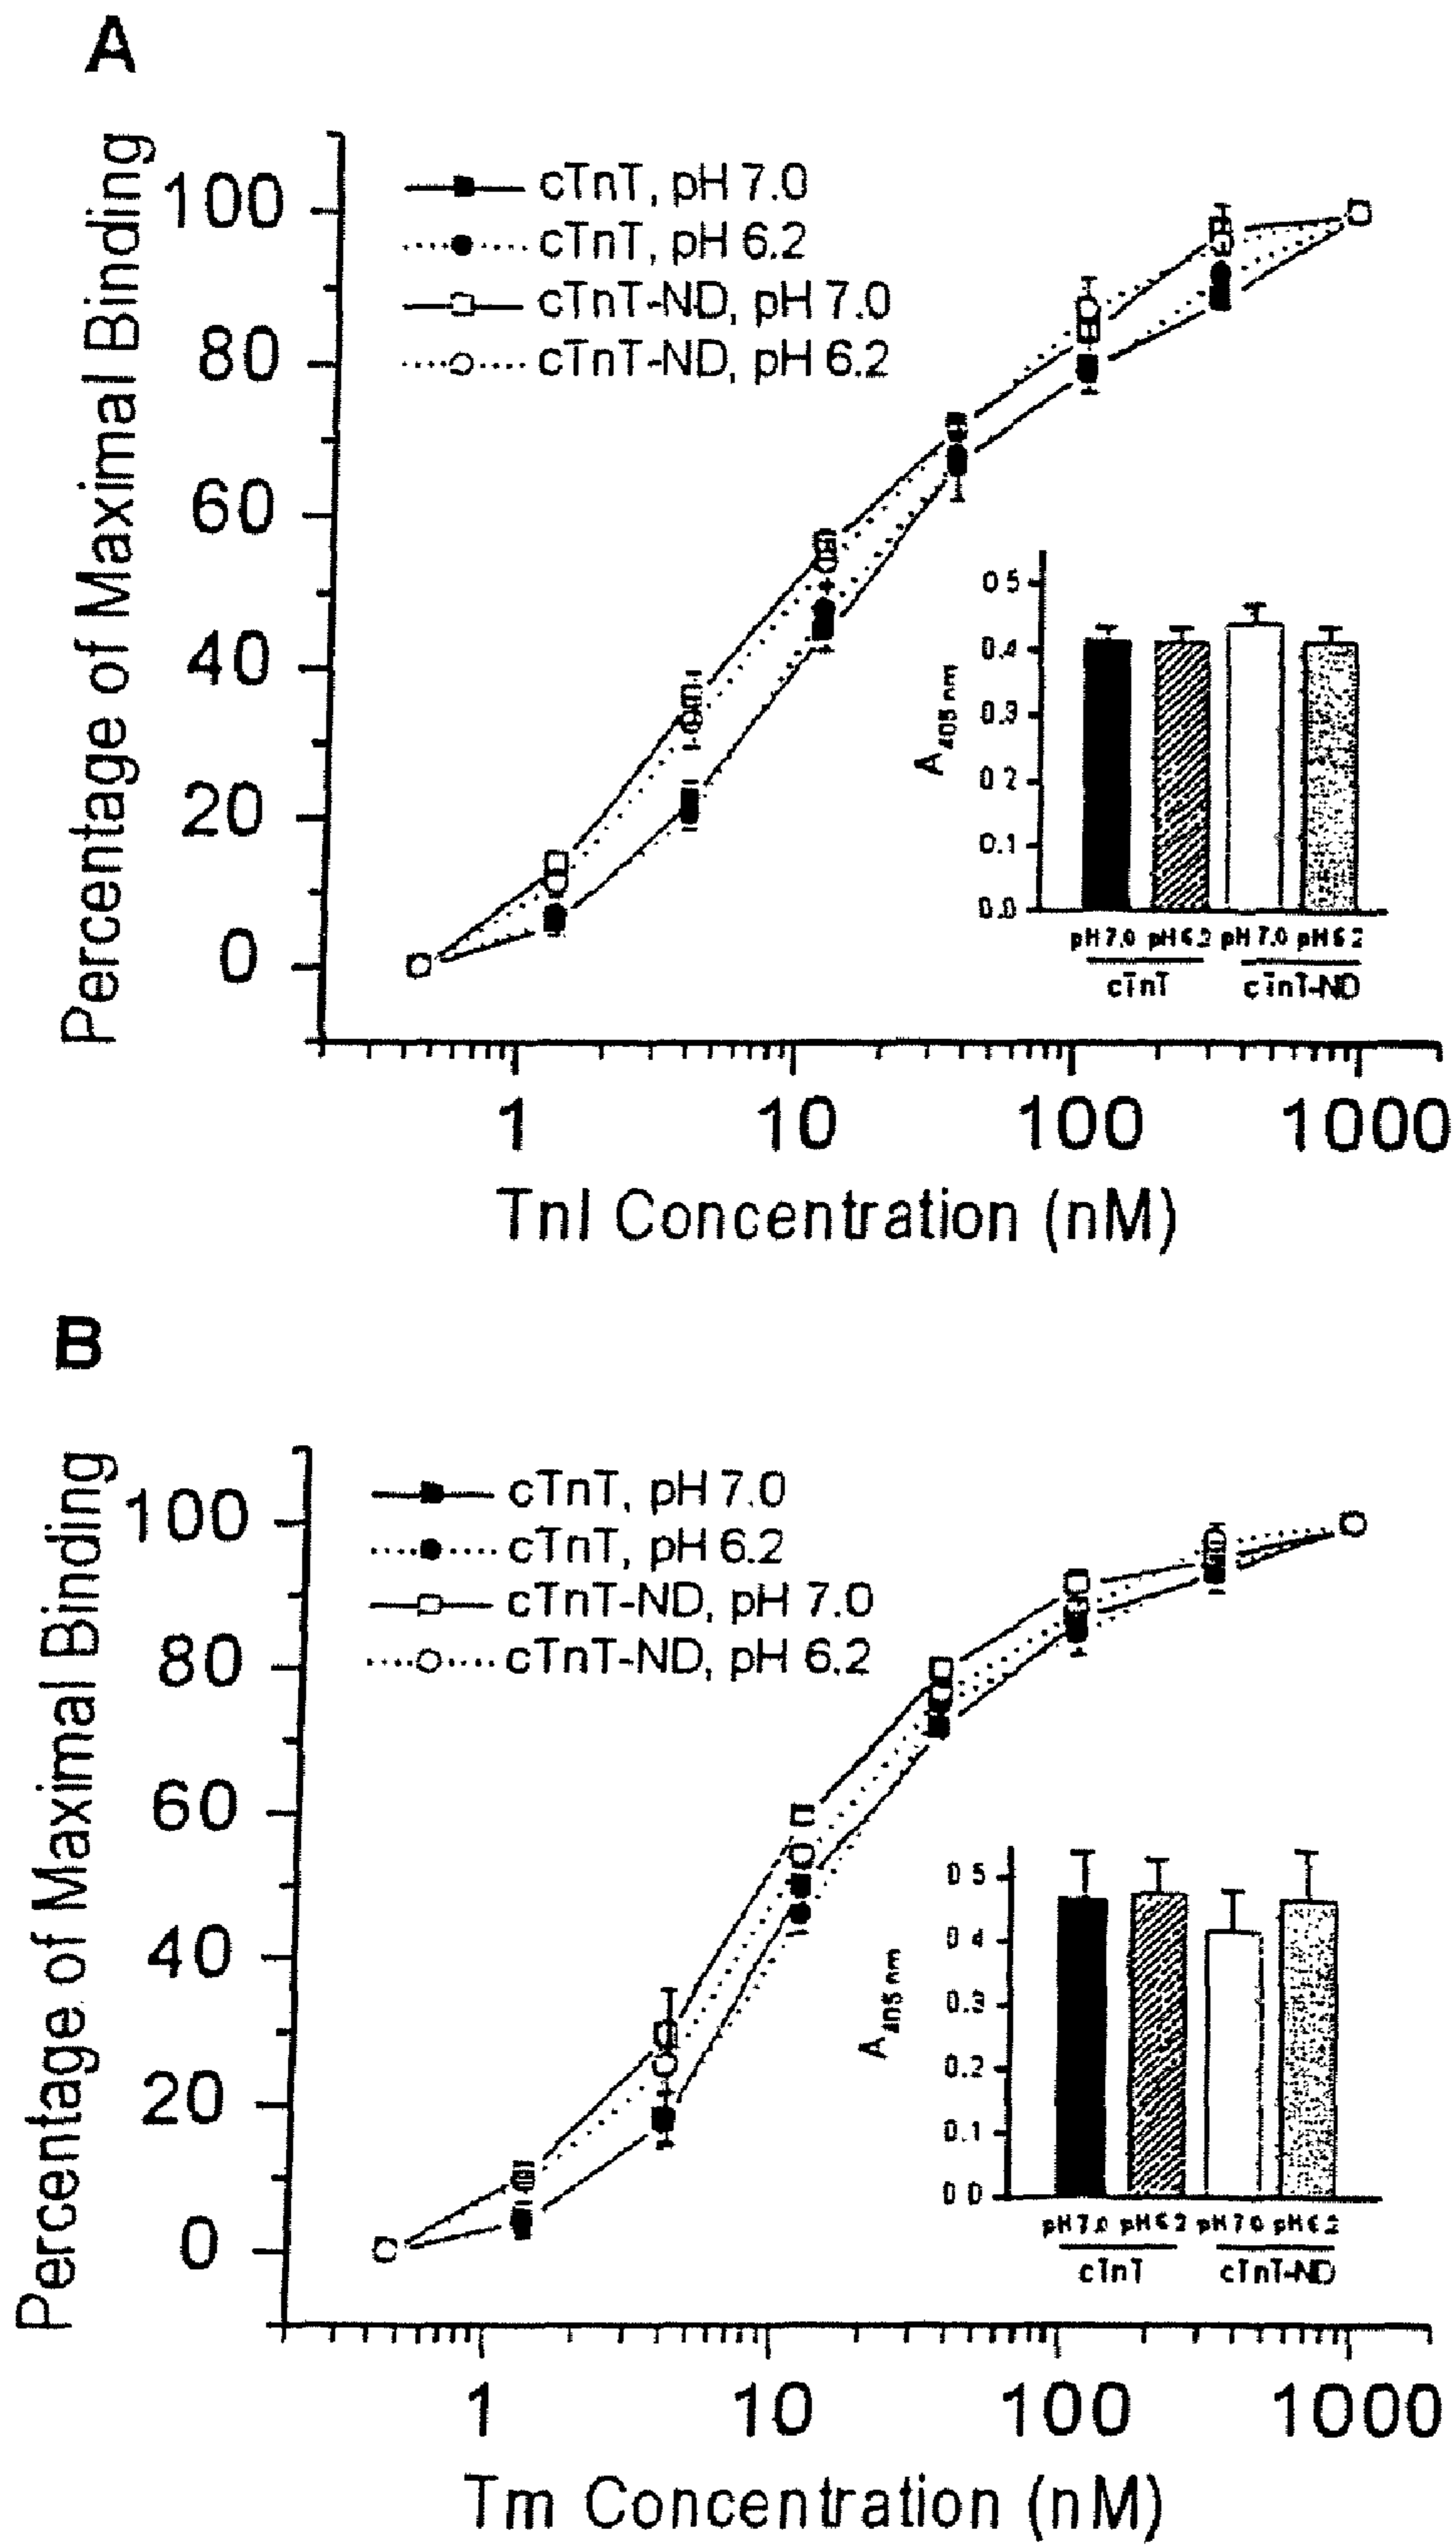 A
Percentage of Maximal Binding
100
80
60
40
20
0
cTnT, pH 7.0
cTnT, pH 6.2
cTnT-ND, pH 7.0
cTnT-ND, pH 6.2
A405 nm
0.5
0.4
0.3
0.2
0.1
0.0
pH 7.0 pH 6.2 pH 7.0 pH 6.2
cTnT cTnT-ND
1 10 100 1000
TnI Concentration (nM)
B
Percentage of Maximal Binding
100
80
60
40
20
0
cTnT, pH 7.0
cTnT, pH 6.2
cTnT-ND, pH 7.0
cTnT-ND, pH 6.2
A405 nm
0.5
0.4
0.3
0.2
0.1
0.0
pH 7.0 pH 6.2 pH 7.0 pH 6.2
cTnT cTnT-ND
1 10 100 1000
Tm Concentration (nM)